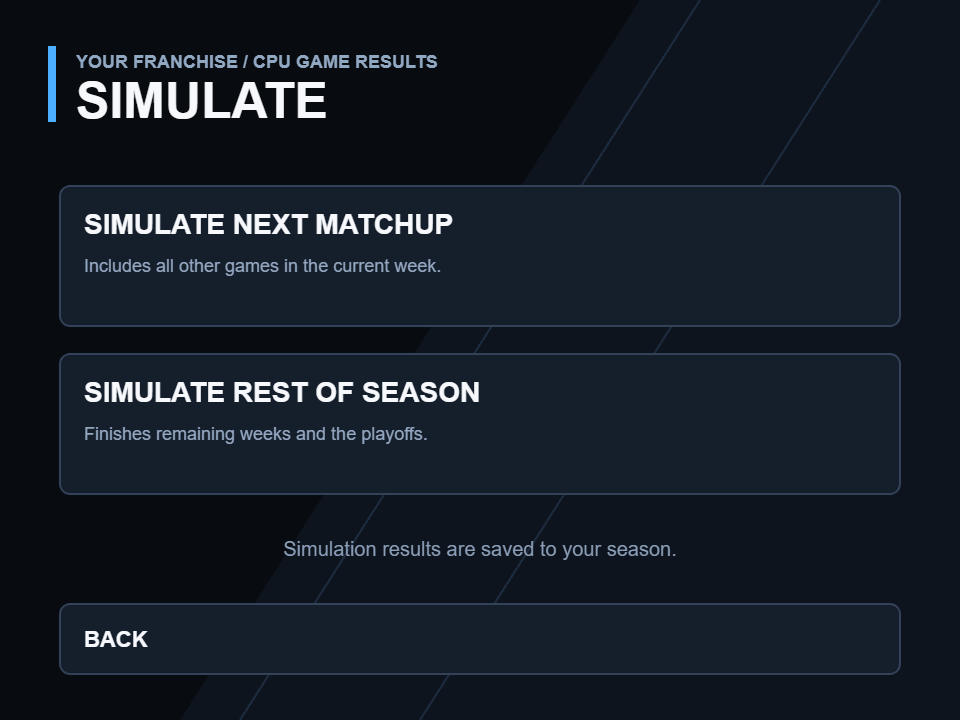 YOUR FRANCHISE / CPU GAME RESULTS
SIMULATE
SIMULATE NEXT MATCHUP
Includes all other games in the current week.
SIMULATE REST OF SEASON
Finishes remaining weeks and the playoffs.
Simulation results are saved to your season.
BACK